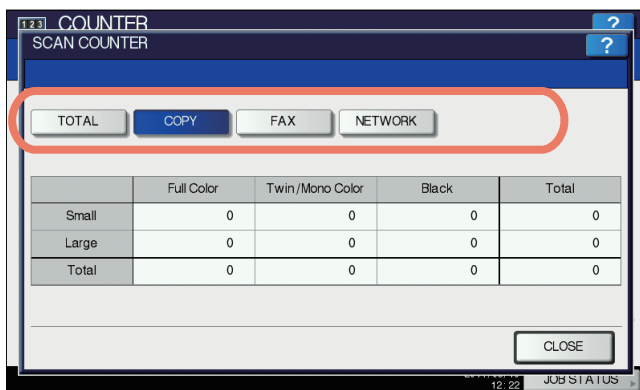 123 COUNTER ?
SCAN COUNTER ?
TOTAL COPY FAX NETWORK
Full Color Twin/Mono Color Black Total
Small 0 0 0 0
Large 0 0 0 0
Total 0 0 0 0
CLOSE
12:22 JOB STATUS